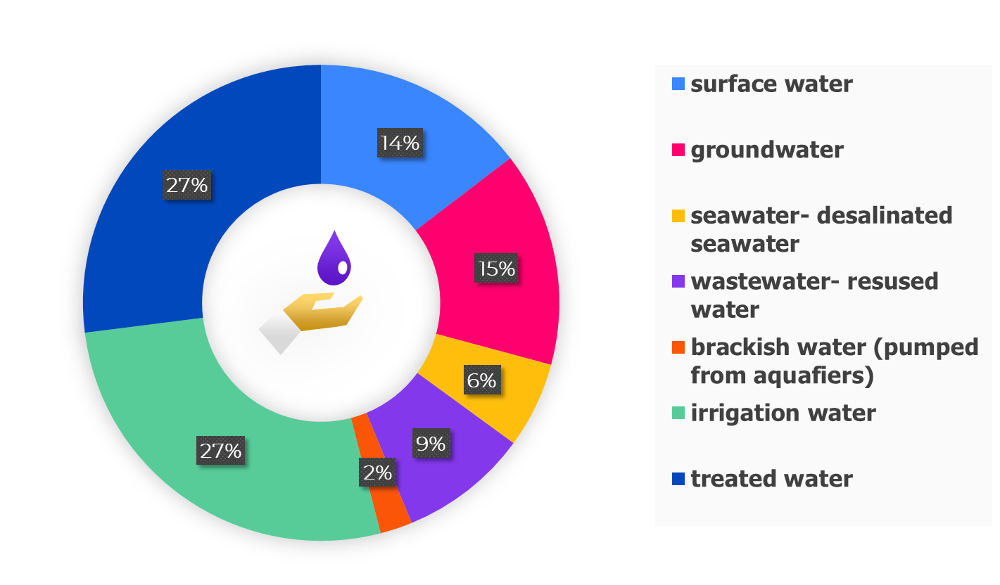 14%
15%
6%
9%
2%
27%
27%
surface water
groundwater
seawater- desalinated
seawater
wastewater- resused
water
brackish water (pumped
from aquafiers)
irrigation water
treated water